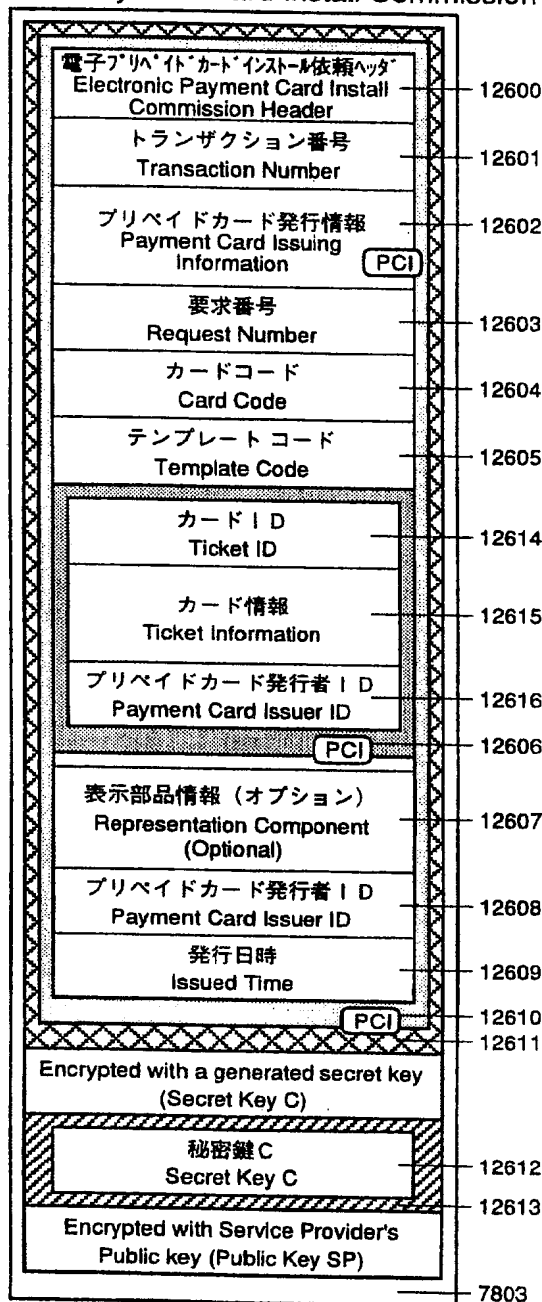 Install Commission
電子プリペイドカードインストール依頼ヘッダ
Electronic Payment Card Install
Commission Header
12600
トランザクション番号
Transaction Number
12601
プリペイドカード発行情報
Payment Card Issuing
Information
PCI
12602
要求番号
Request Number
12603
カードコード
Card Code
12604
テンプレート コード
Template Code
12605
カードID
Ticket ID
12614
カード情報
Ticket Information
12615
プリペイドカード発行者ID
Payment Card Issuer ID
12616
PCI
12606
表示部品情報(オプション)
Representation Component
(Optional)
12607
プリペイドカード発行者ID
Payment Card Issuer ID
12608
発行日時
Issued Time
12609
PCI
12610
12611
Encrypted with a generated secret key
(Secret Key C)
秘密鍵C
Secret Key C
12612
12613
Encrypted with Service Provider's
Public key (Public Key SP)
7803